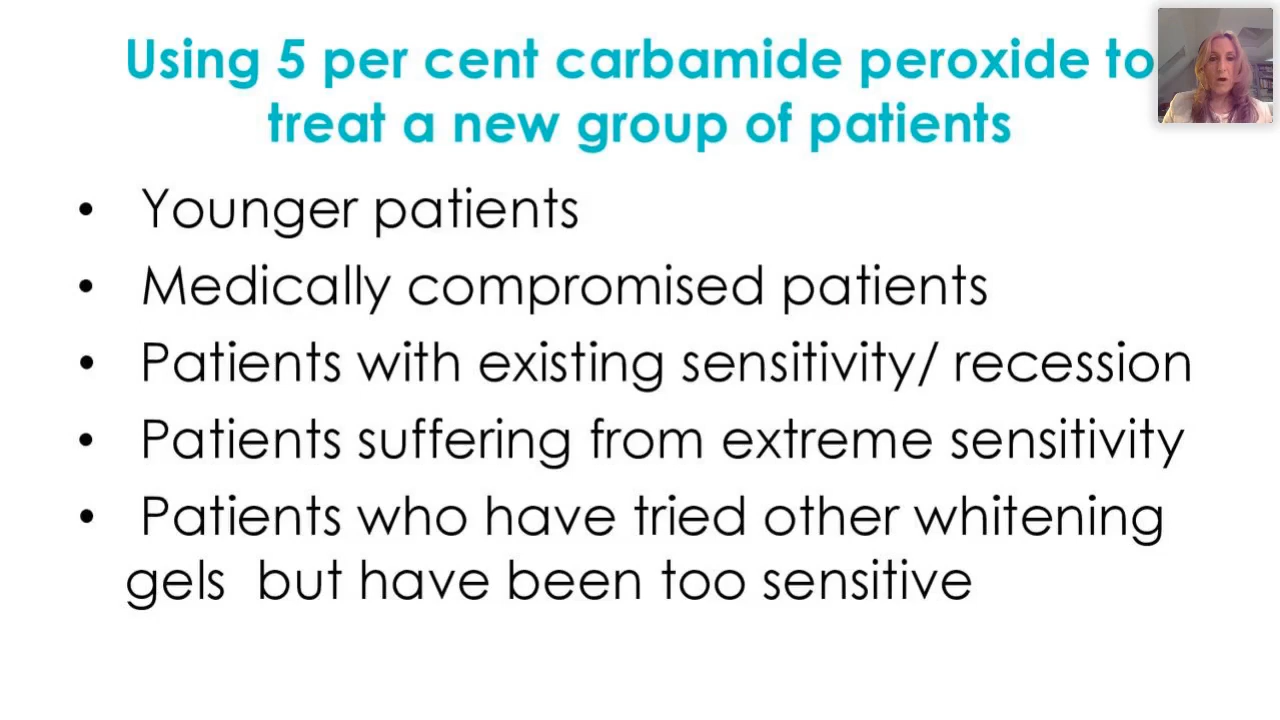 Using 5 per cent carbamide peroxide to
treat a new group of patients
• Younger patients
• Medically compromised patients
• Patients with existing sensitivity/ recession
• Patients suffering from extreme sensitivity
• Patients who have tried other whitening
gels  but have been too sensitive